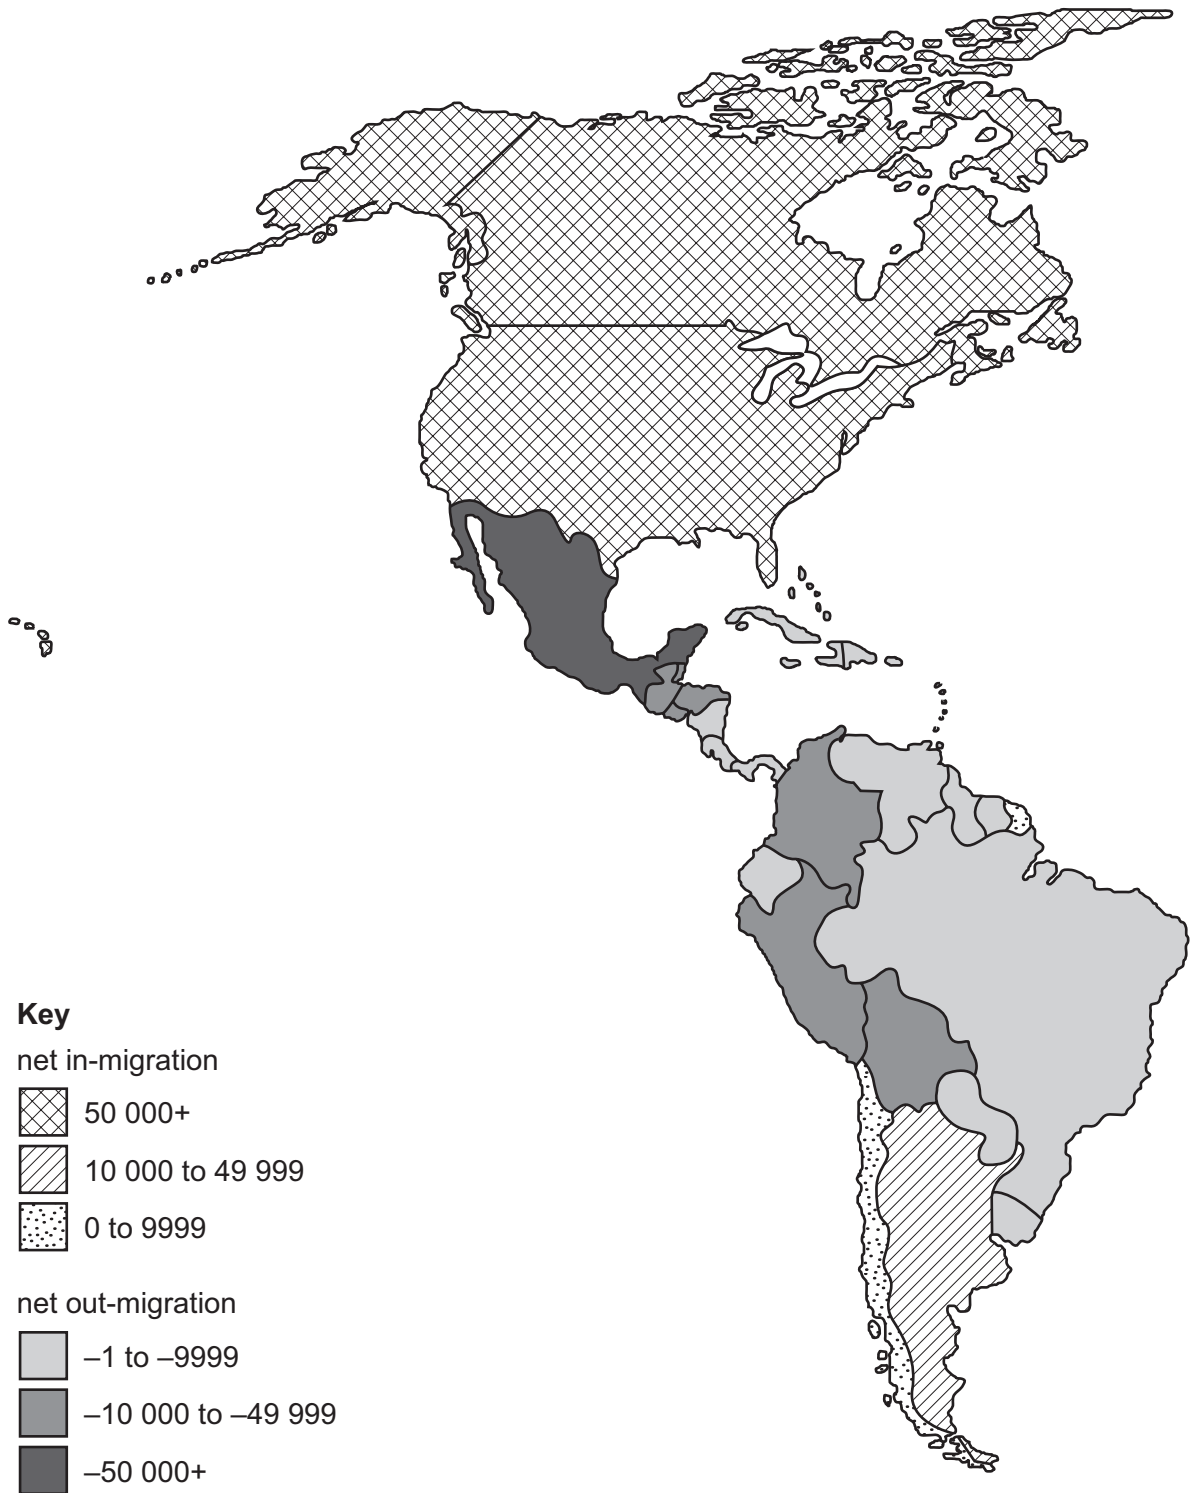 Key
net in-migration
50 000+
10 000 to 49 999
0 to 9999
net out-migration
–1 to –9999
–10 000 to –49 999
–50 000+